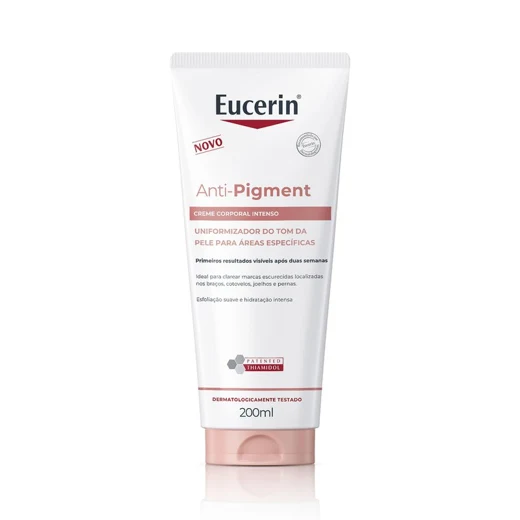 Eucerin®
NOVO
Anti-Pigment
CREME CORPORAL INTENSO
UNIFORMIZADOR DO TOM DA
PELE PARA ÁREAS ESPECÍFICAS
Primeiros resultados visíveis após duas semanas
Ideal para clarear marcas escurecidas localizadas
nos braços, cotovelos, joelhos e pernas.
Esfoliação suave e hidratação intensa
PATENTED
THIAMIDOL
DERMATOLOGICAMENTE TESTADO
200ml